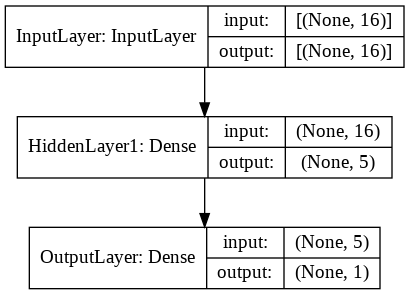 InputLayer: InputLayer
input: [(None, 16)]
output: [(None, 16)]
HiddenLayer1: Dense
input: (None, 16)
output: (None, 5)
OutputLayer: Dense
input: (None, 5)
output: (None, 1)